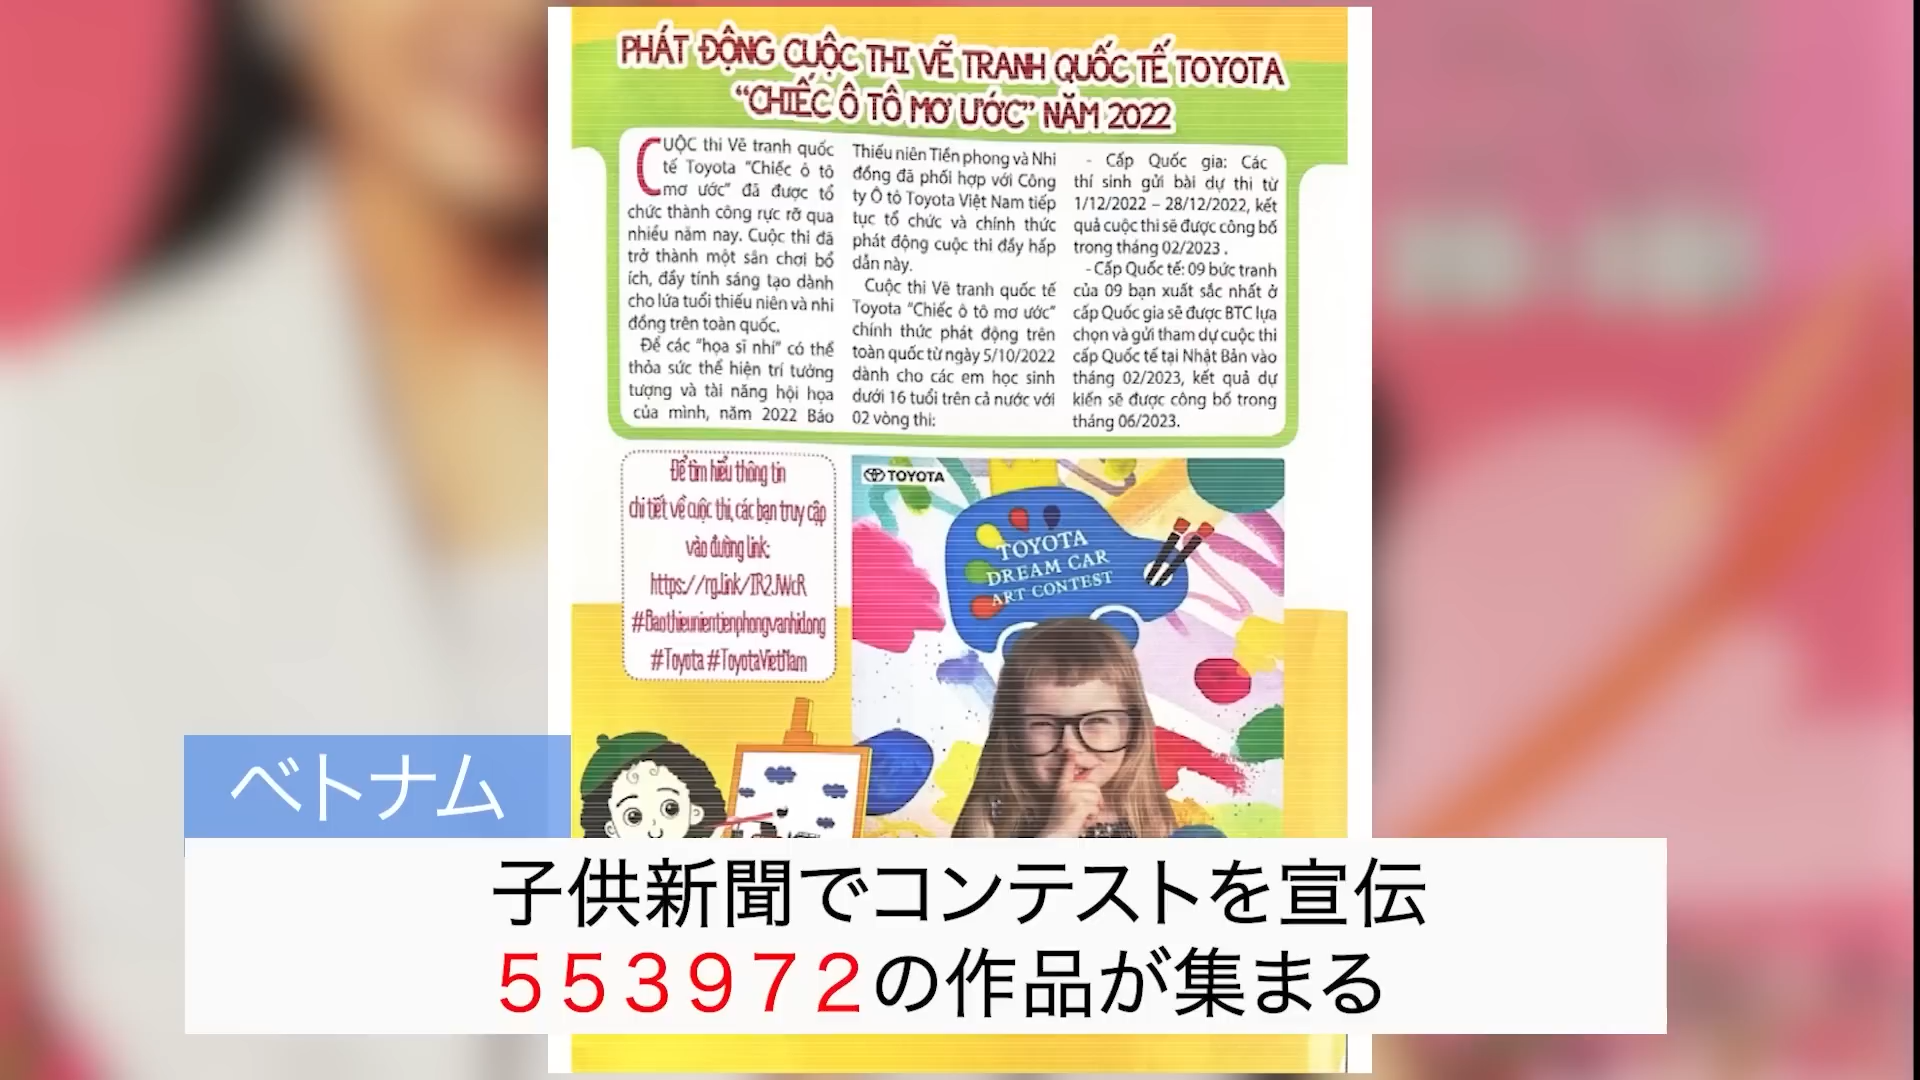 PHÁT ĐỘNG CUỘC THI VẼ TRANH QUỐC TẾ TOYOTA
“CHIẾC Ô TÔ MƠ ƯỚC” NĂM 2022
CUỘC thi Vẽ tranh quốc
tế Toyota “Chiếc ô tô
mơ ước” đã được tổ
chức thành công rực rỡ qua
nhiều năm nay. Cuộc thi đã
trở thành một sân chơi bổ
ích, đầy tính sáng tạo dành
cho lứa tuổi thiếu niên và nhi
đồng trên toàn quốc.
Để các “họa sĩ nhí” có thể
thỏa sức thể hiện trí tưởng
tượng và tài năng hội họa
của mình, năm 2022 Báo
Thiếu niên Tiền phong và Nhi
đồng đã phối hợp với Công
ty Ô tô Toyota Việt Nam tiếp
tục tổ chức và chính thức
phát động cuộc thi đầy hấp
dẫn này.
Cuộc thi Vẽ tranh quốc tế
Toyota “Chiếc ô tô mơ ước”
chính thức phát động trên
toàn quốc từ ngày 5/10/2022
dành cho các em học sinh
dưới 16 tuổi trên cả nước với
02 vòng thi:
- Cấp Quốc gia: Các
thí sinh gửi bài dự thi từ
1/12/2022 – 28/12/2022, kết
quả cuộc thi sẽ được công bố
trong tháng 02/2023.
- Cấp Quốc tế: 09 bức tranh
của 09 bạn xuất sắc nhất ở
cấp Quốc gia sẽ được BTC lựa
chọn và gửi tham dự cuộc thi
cấp Quốc tế tại Nhật Bản vào
tháng 02/2023, kết quả dự
kiến sẽ được công bố trong
tháng 06/2023.
Để tìm hiểu thông tin
chi tiết về cuộc thi, các bạn truy cập
vào đường link:
https://rg.link/IR2JWcR
#Baothieunientienphongvanhidong
#Toyota #ToyotaVietNam
TOYOTA
TOYOTA
DREAM CAR
ART CONTEST
ベトナム
子供新聞でコンテストを宣伝
５５３９７２の作品が集まる